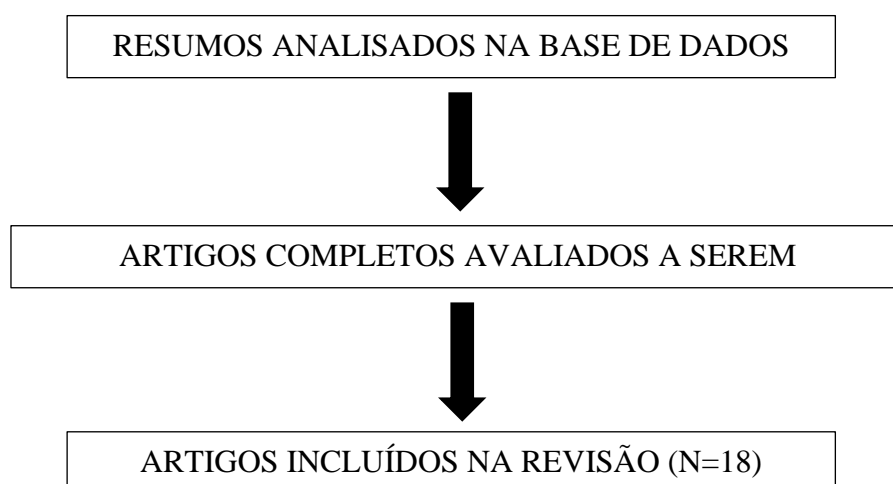 RESUMOS ANALISADOS NA BASE DE DADOS
ARTIGOS COMPLETOS AVALIADOS A SEREM
ARTIGOS INCLUÍDOS NA REVISÃO (N=18)